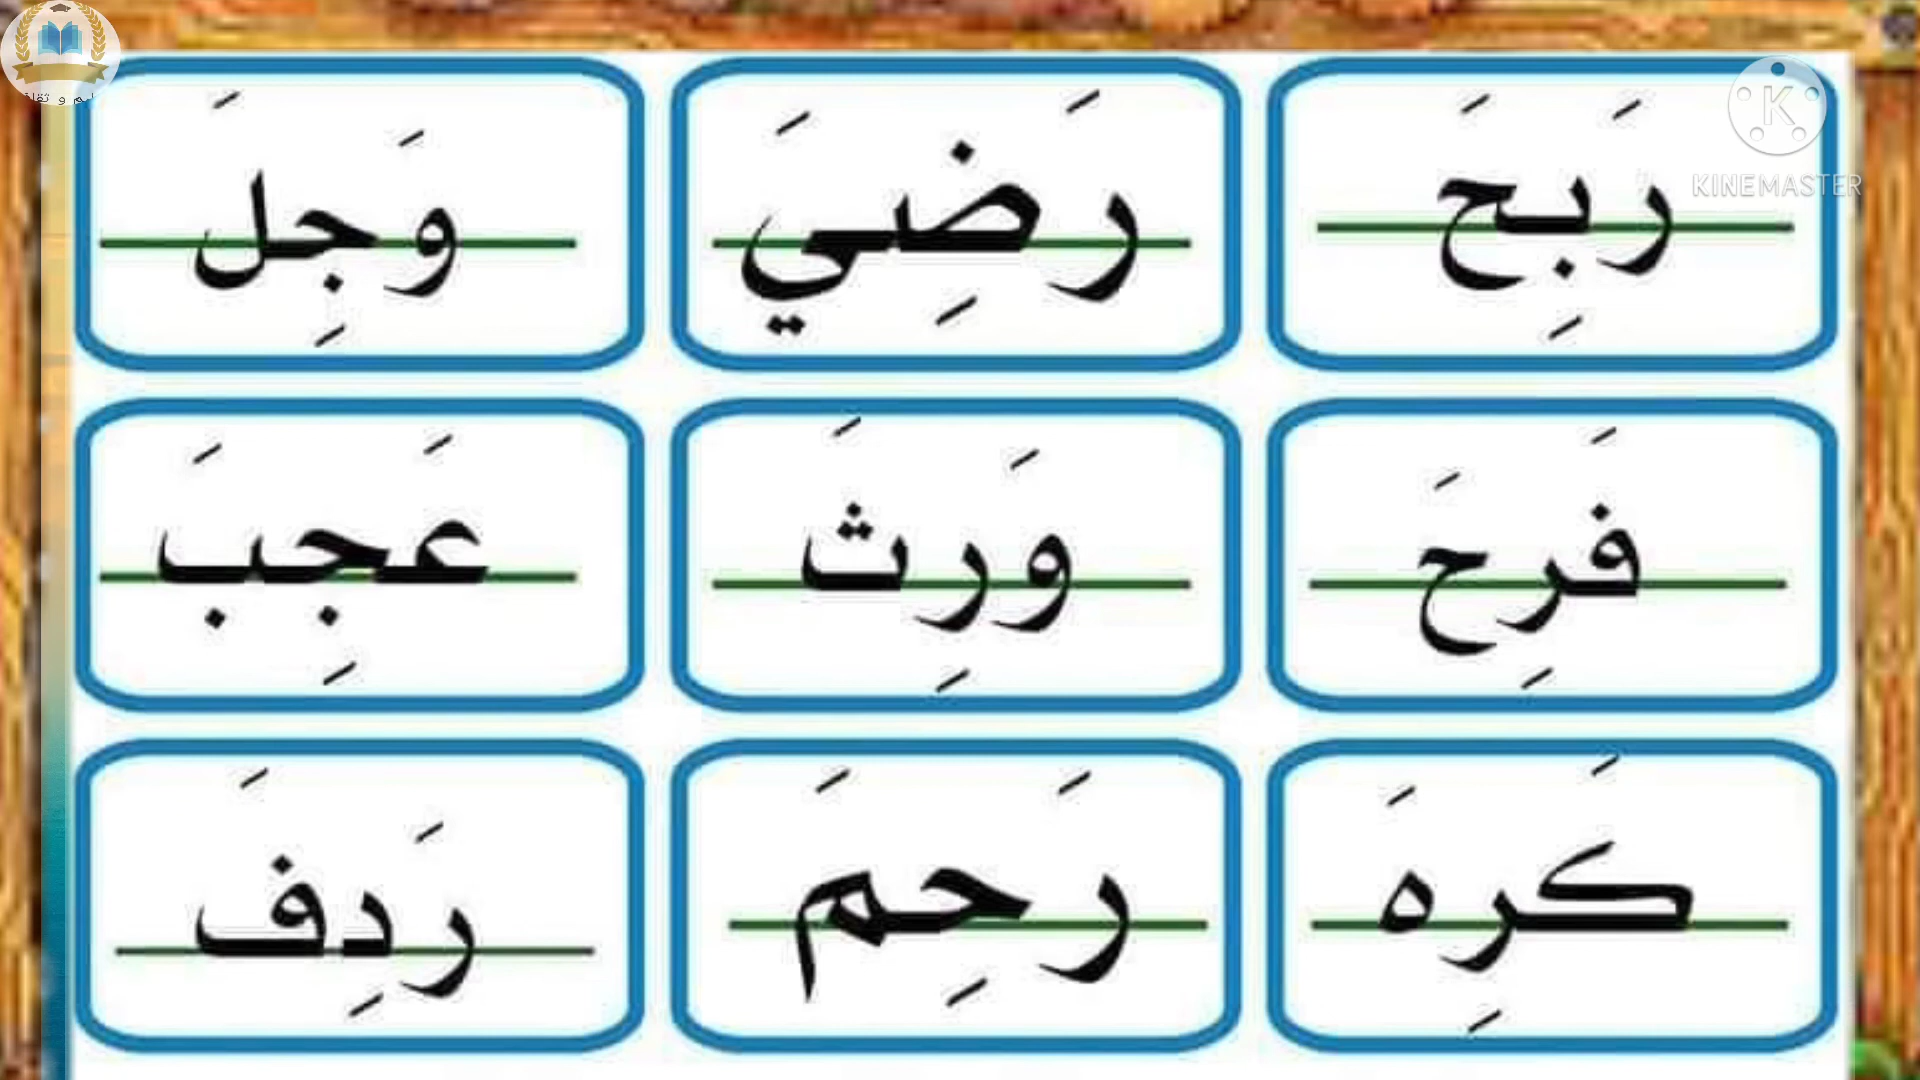 رَبِحَ رَضِيَ وَجِلَ
فَرِحَ وَرِثَ عَجِبَ
كَرِهَ رَحِمَ رَدِفَ
KINEMASTER